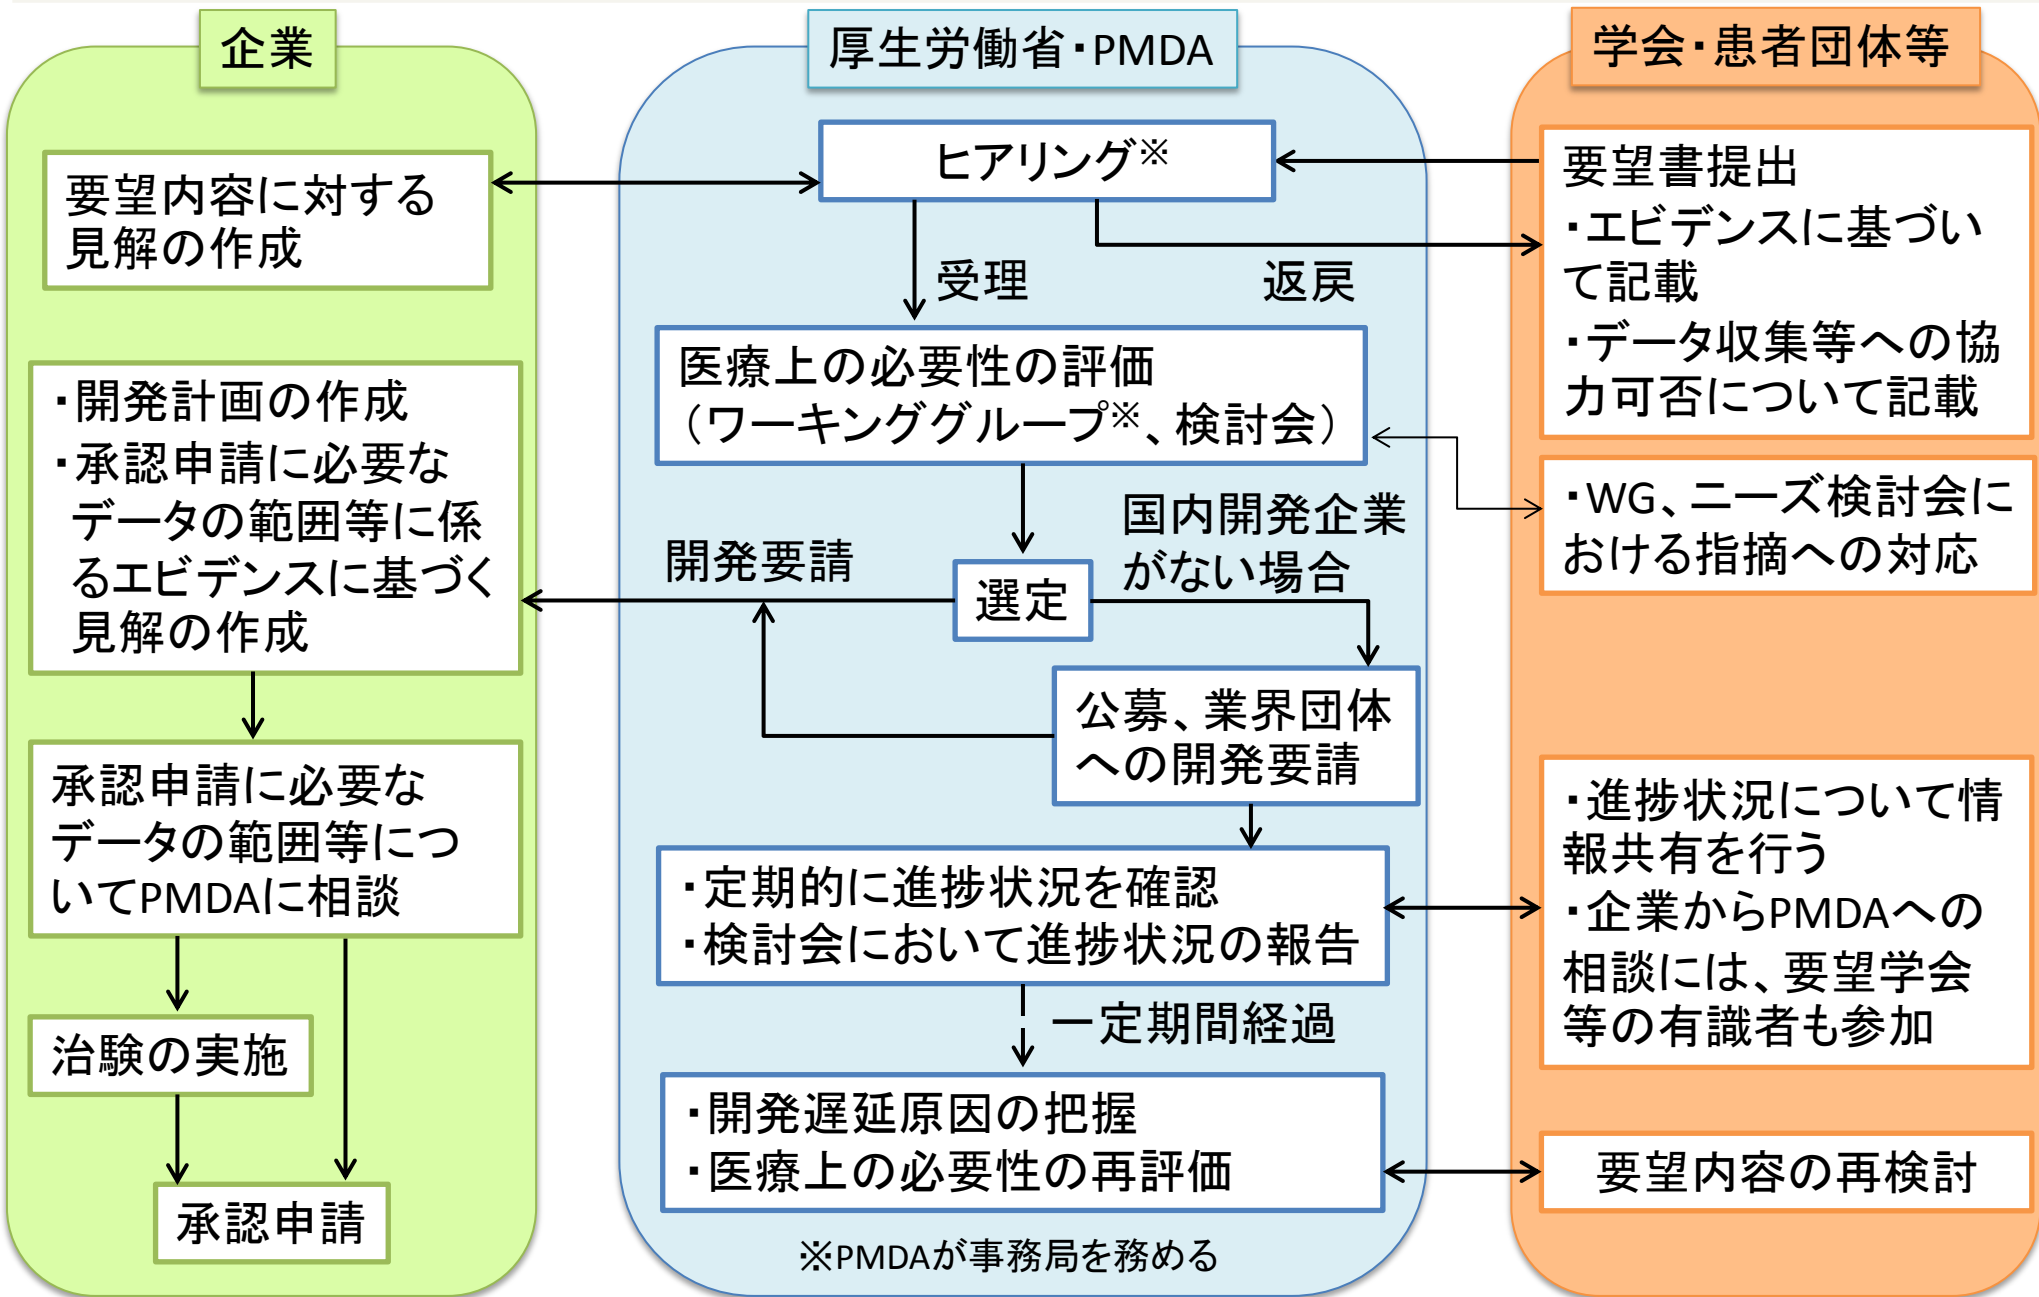 企業
要望内容に対する
見解の作成
・開発計画の作成
・承認申請に必要な
データの範囲等に係
るエビデンスに基づく
見解の作成
承認申請に必要な
データの範囲等につ
いてPMDAに相談
治験の実施
承認申請
厚生労働省・PMDA
ヒアリング※
受理
返戻
医療上の必要性の評価
（ワーキンググループ※、検討会）
開発要請
選定
国内開発企業
がない場合
公募、業界団体
への開発要請
・定期的に進捗状況を確認
・検討会において進捗状況の報告
一定期間経過
・開発遅延原因の把握
・医療上の必要性の再評価
※PMDAが事務局を務める
学会・患者団体等
要望書提出
・エビデンスに基づい
て記載
・データ収集等への協
力可否について記載
・WG、ニーズ検討会に
おける指摘への対応
・進捗状況について情
報共有を行う
・企業からPMDAへの
相談には、要望学会
等の有識者も参加
要望内容の再検討